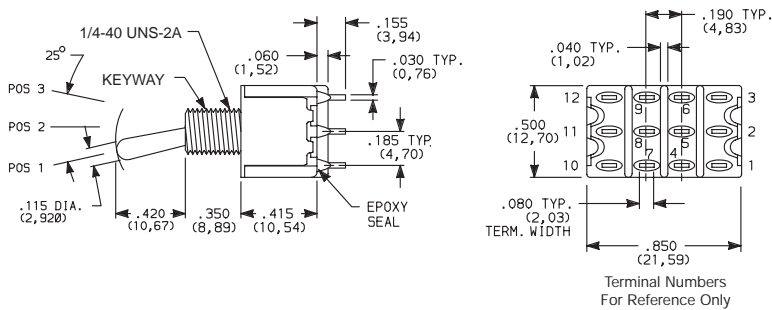 1/4-40 UNS-2A
25°
KEYWAY
POS 3
POS 2
POS 1
.115 DIA.
(2,920)
.420
(10,67)
.350
(8,89)
.415
(10,54)
.060
(1,52)
.155
(3,94)
.030 TYP.
(0,76)
.185 TYP.
(4,70)
EPOXY
SEAL
.190 TYP.
(4,83)
.040 TYP.
(1,02)
.500
(12,70)
12 9 6 3
11 8 5 2
10 7 4 1
.080 TYP.
(2,03)
TERM. WIDTH
.850
(21,59)
Terminal Numbers
For Reference Only